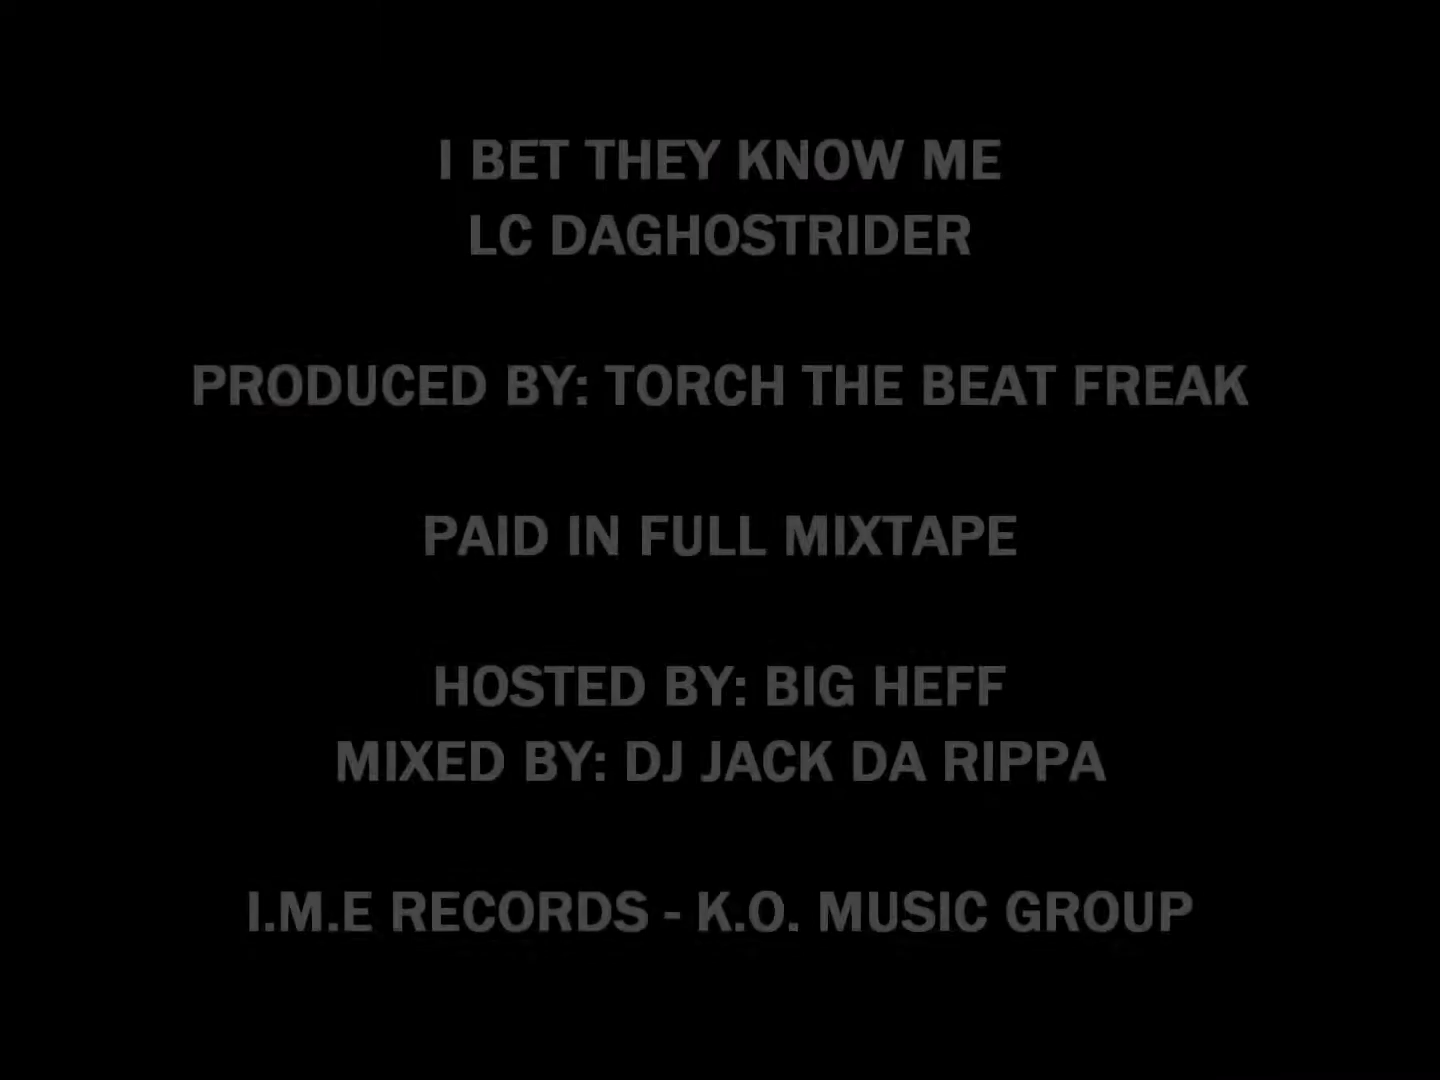 I BET THEY KNOW ME
LC DAGHOSTRIDER
PRODUCED BY: TORCH THE BEAT FREAK
PAID IN FULL MIXTAPE
HOSTED BY: BIG HEFF
MIXED BY: DJ JACK DA RIPPA
I.M.E RECORDS - K.O. MUSIC GROUP